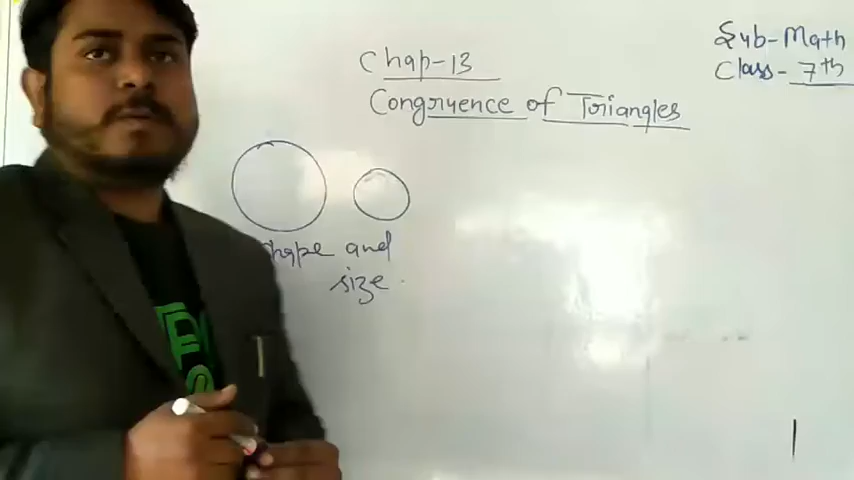 Sub-Math
Class-7th
Chap-13
Congruence of Triangles
shape and
size.